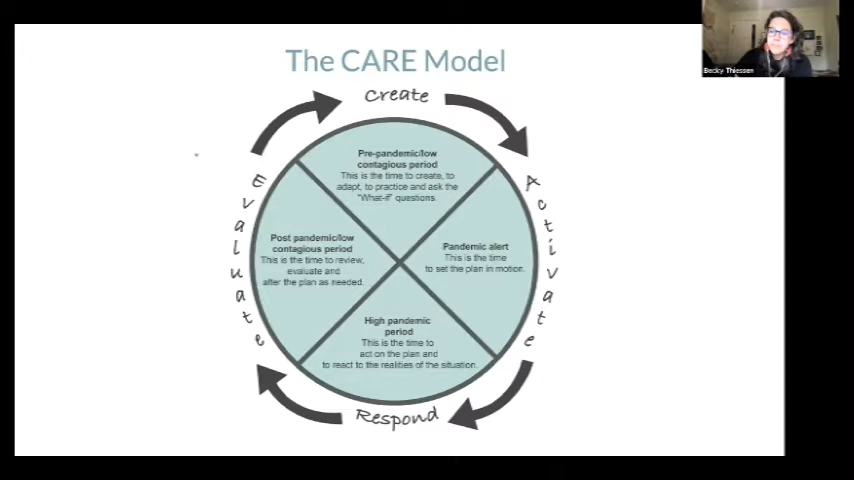 The CARE Model
Becky Thiessen
Create
Pre-pandemic/low
contagious period
This is the time to create, to
adapt, to practice and ask the
"What-if" questions.
Activate
Pandemic alert
This is the time
to set the plan in motion.
High pandemic
period
This is the time to
act on the plan and
to react to the realities of the situation.
Respond
Evaluate
Post pandemic/low
contagious period
This is the time to review,
evaluate and
alter the plan as needed.